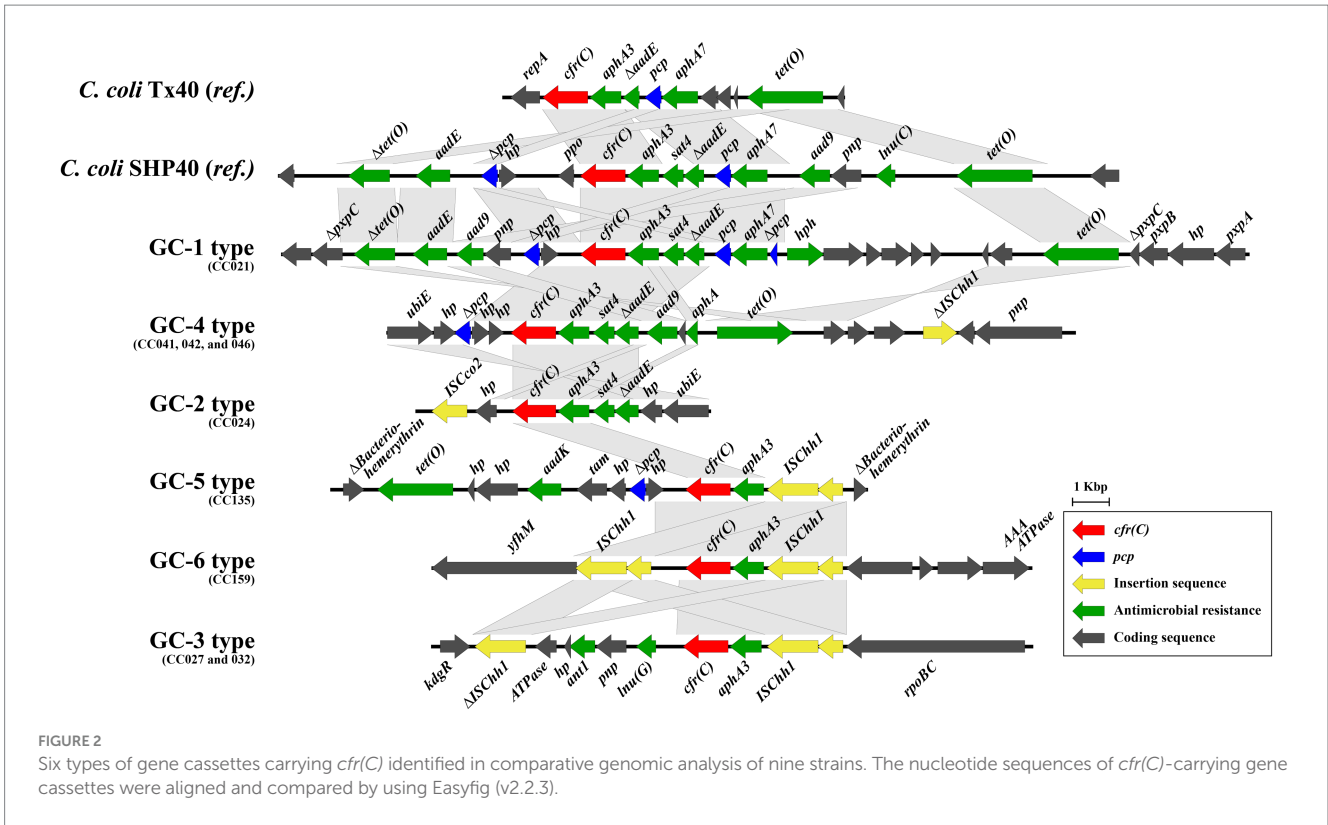 repA cfr(C) aphA3 ΔaadE pcp aphA7 tet(O)
C. coli Tx40 (ref.)
Δtet(O) aadE Δpcp hp ppo cfr(C) aphA3 sat4 ΔaadE pcp aphA7 aad9 pnp lnu(C) tet(O)
C. coli SHP40 (ref.)
ΔpxpC Δtet(O) aadE aad9 pnp Δpcp hp cfr(C) aphA3 sat4 ΔaadE pcp aphA7 Δpcp hph tet(O) ΔpxpC pxpB hp pxpA
GC-1 type
(CC021)
ubiE hp Δpcp hp hp cfr(C) aphA3 sat4 ΔaadE aad9 aphA tet(O) ΔISChh1 pnp
GC-4 type
(CC041, 042, and 046)
ISCco2 hp cfr(C) aphA3 sat4 ΔaadE hp ubiE
GC-2 type
(CC024)
ΔBacterio-
hemerythrin tet(O) hp hp aadK tam hp Δpcp hp cfr(C) aphA3 ISChh1 ΔBacterio-
hemerythrin
GC-5 type
(CC135)
yfhM ISChh1 cfr(C) aphA3 ISChh1 AAA
ATPase
GC-6 type
(CC159)
GC-3 type
(CC027 and 032)
kdgR ΔISChh1 ATPase hp ant1 pnp lnu(G) cfr(C) aphA3 ISChh1 rpoBC
1 Kbp
cfr(C)
pcp
Insertion sequence
Antimicrobial resistance
Coding sequence
FIGURE 2
Six types of gene cassettes carrying cfr(C) identified in comparative genomic analysis of nine strains. The nucleotide sequences of cfr(C)-carrying gene
cassettes were aligned and compared by using Easyfig (v2.2.3).